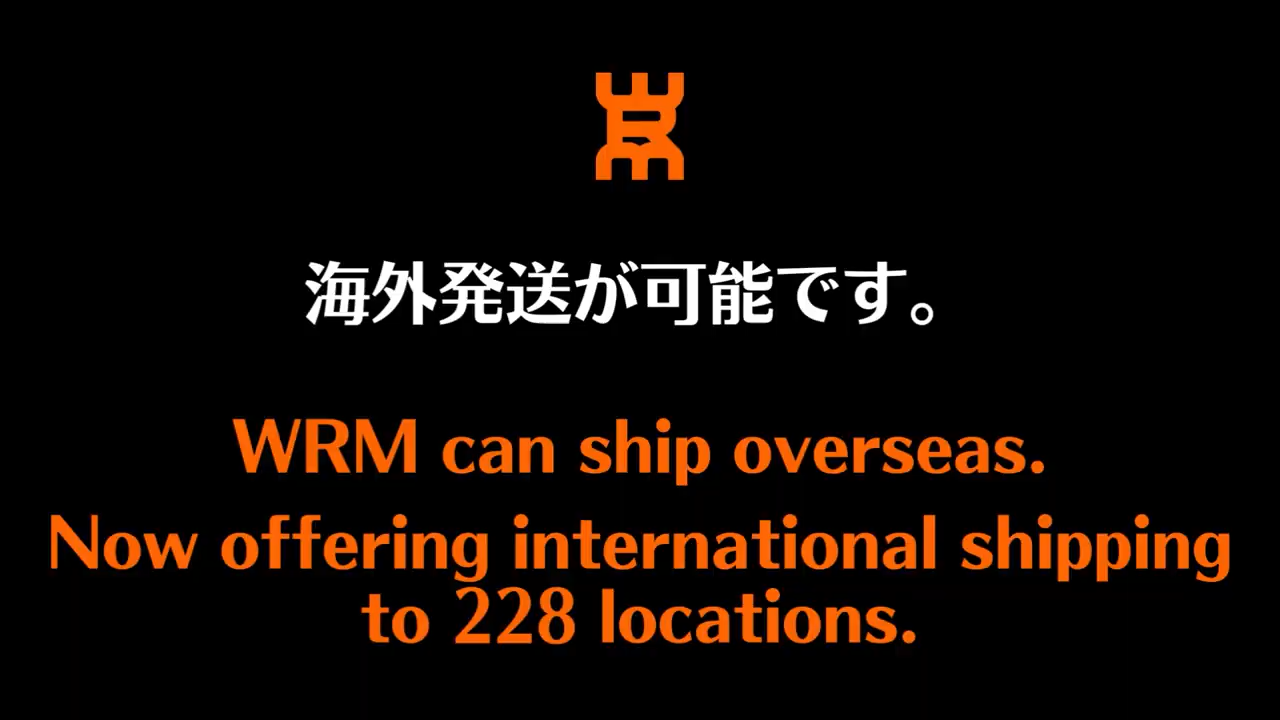 海外発送が可能です。
WRM can ship overseas.
Now offering international shipping
to 228 locations.